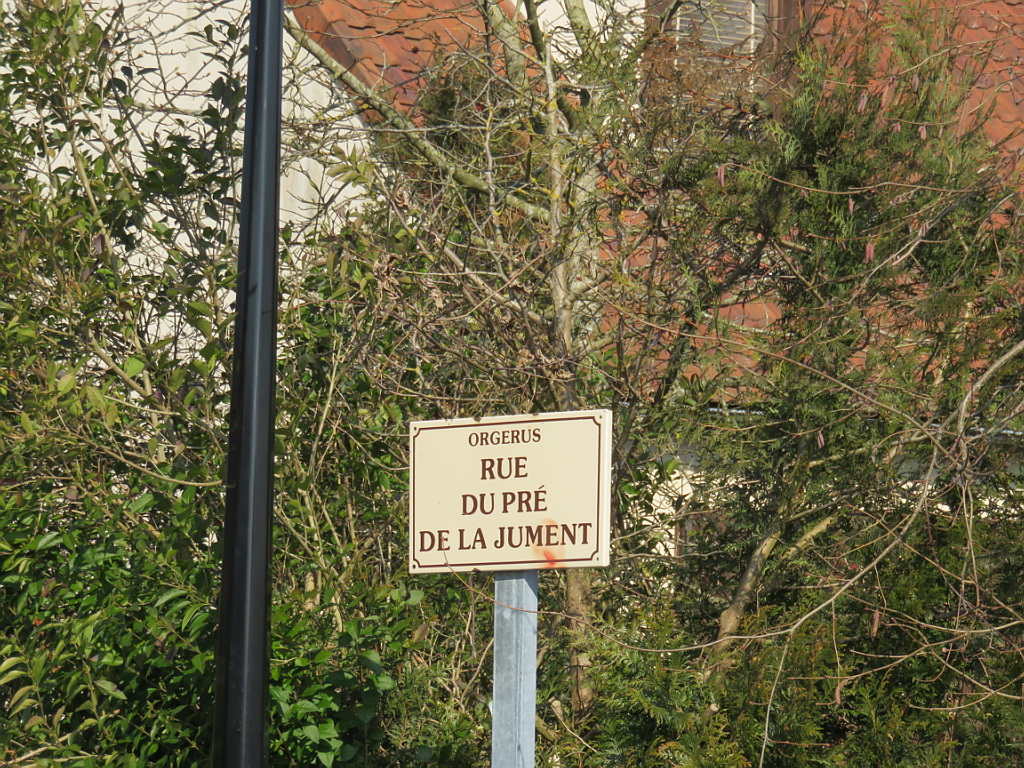 ORGERUS
RUE
DU PRÉ
DE LA JUMENT